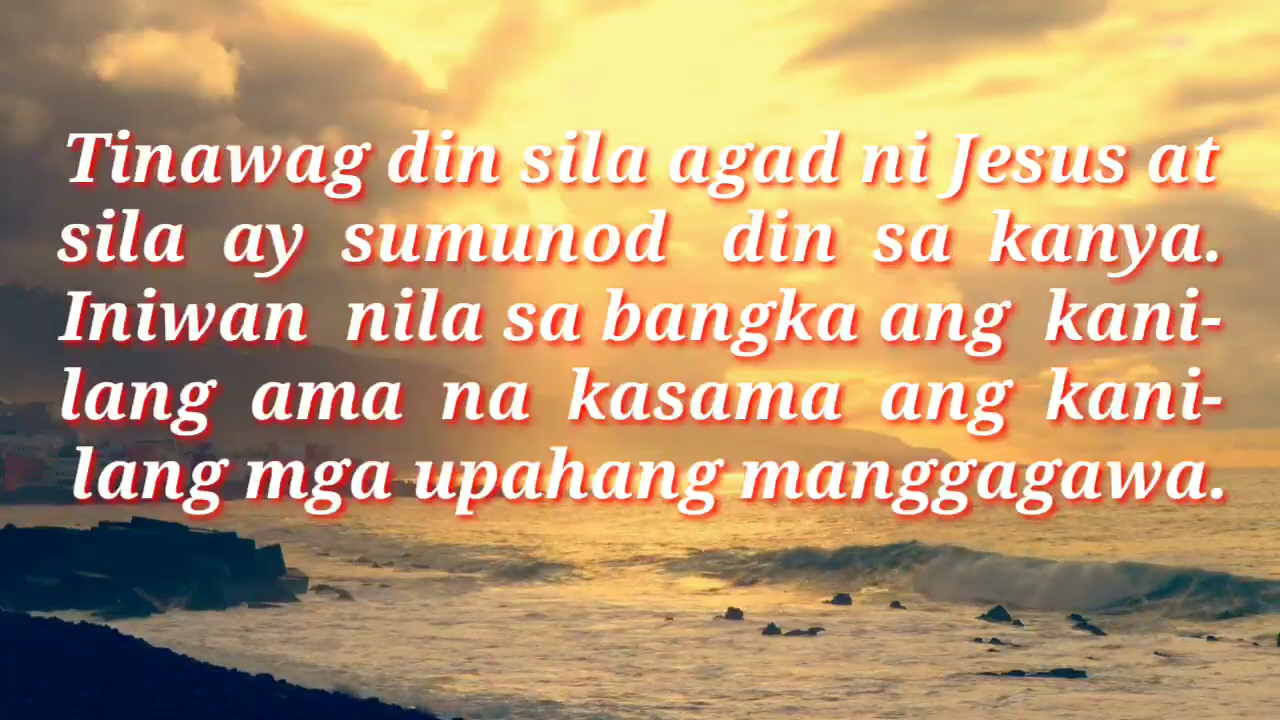 Tinawag din sila agad ni Jesus at
sila ay sumunod din sa kanya.
Iniwan nila sa bangka ang kani-
lang ama na kasama ang kani-
lang mga upahang manggagawa.